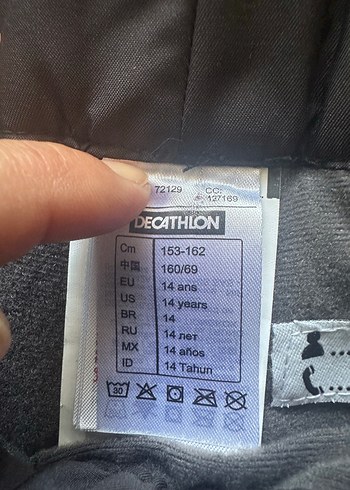 72129 CC:
127169
DECATHLON
Cm 153-162
中国 160/69
EU 14 ans
US 14 years
BR 14
RU 14 лет
MX 14 años
ID 14 Tahun
30